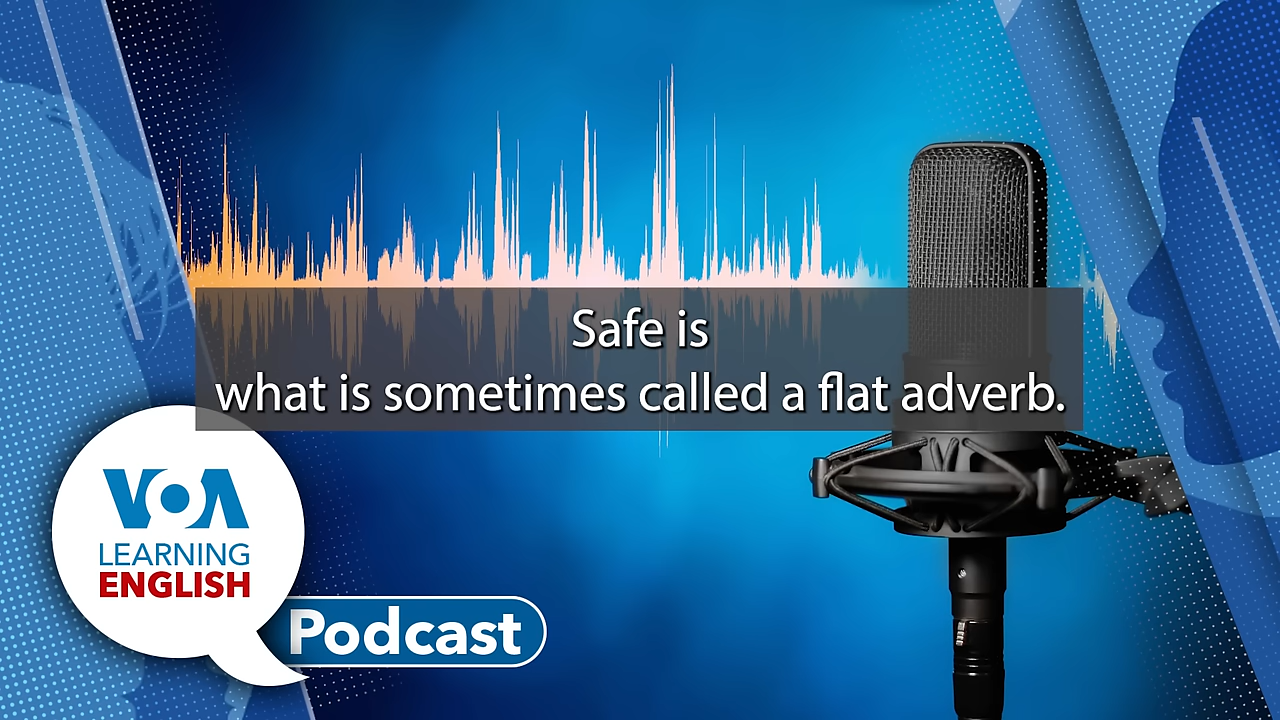 Safe is
what is sometimes called a flat adverb.
VOA
LEARNING
ENGLISH
Podcast